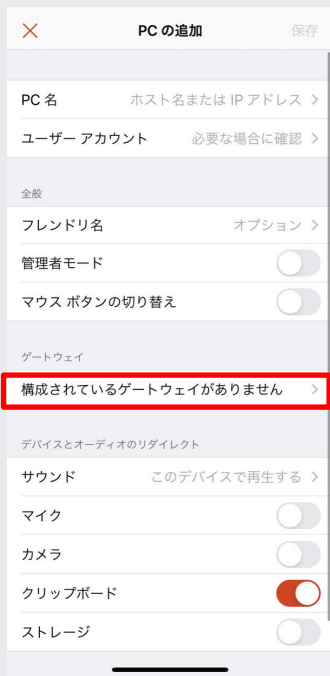 PC の追加
保存
PC 名
ホスト名または IP アドレス
ユーザー アカウント
必要な場合に確認
全般
フレンドリ名
オプション
管理者モード
マウス ボタンの切り替え
ゲートウェイ
構成されているゲートウェイがありません
デバイスとオーディオのリダイレクト
サウンド
このデバイスで再生する
マイク
カメラ
クリップボード
ストレージ